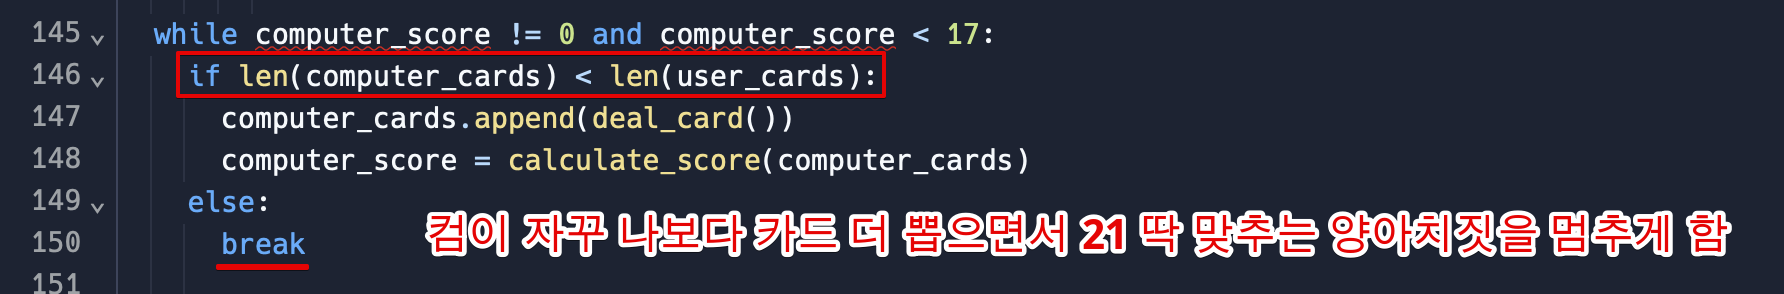 145 while computer_score != 0 and computer_score < 17:
146 if len(computer_cards) < len(user_cards):
147 computer_cards.append(deal_card())
148 computer_score = calculate_score(computer_cards)
149 else:
150 break
컴이 자꾸 나보다 카드 더 뽑으면서 21 딱 맞추는 양아치짓을 멈추게 함
151